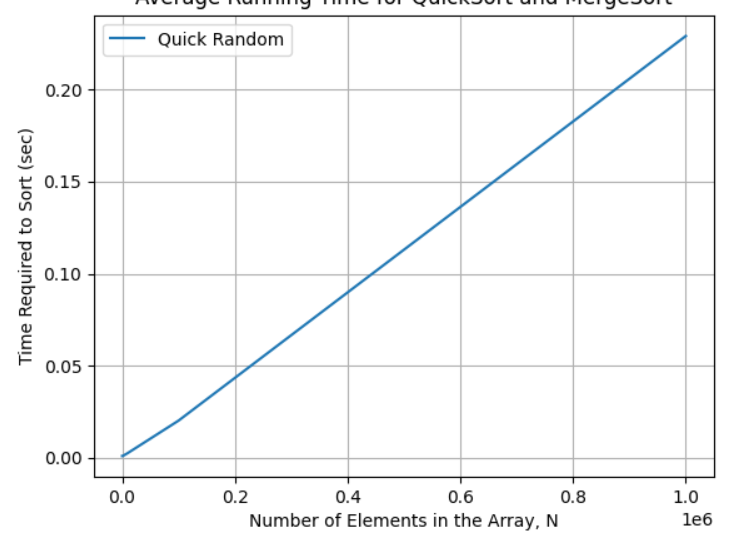 Average Running Time for QuickSort and MergeSort
Quick Random
Time Required to Sort (sec)
0.20
0.15
0.10
0.05
0.00
0.0 0.2 0.4 0.6 0.8 1.0
1e6
Number of Elements in the Array, N